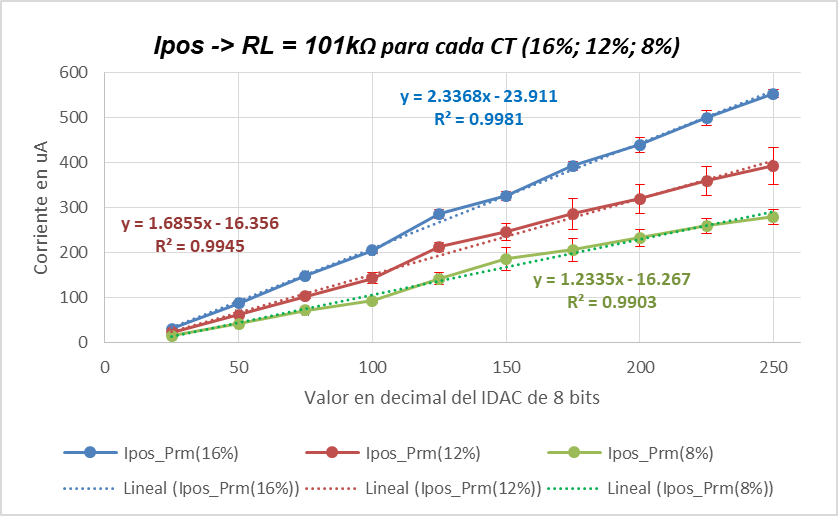 Ipos -> RL = 101kΩ para cada CT (16%; 12%; 8%)
600
500
400
300
200
100
0
Corriente en uA
y = 2.3368x - 23.911
R² = 0.9981
y = 1.6855x - 16.356
R² = 0.9945
y = 1.2335x - 16.267
R² = 0.9903
0 50 100 150 200 250
Valor en decimal del IDAC de 8 bits
Ipos_Prm(16%) Ipos_Prm(12%) Ipos_Prm(8%)
Lineal (Ipos_Prm(16%)) Lineal (Ipos_Prm(12%)) Lineal (Ipos_Prm(8%))